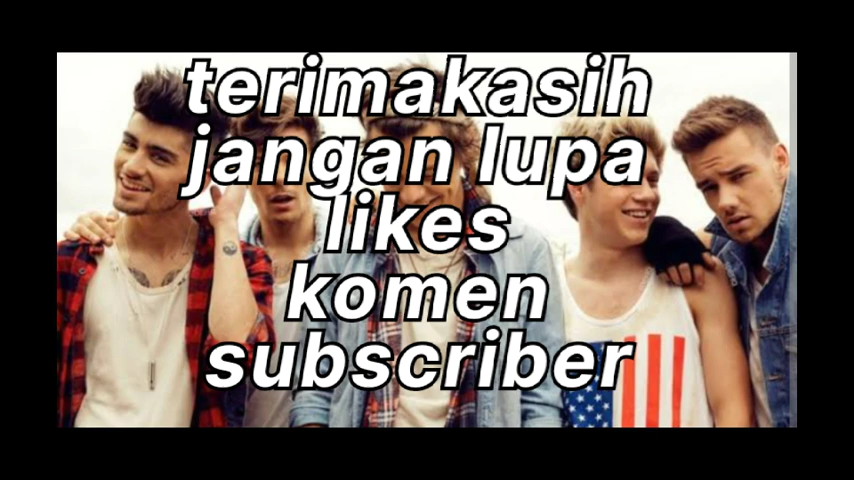 terimakasih
jangan lupa
likes
komen
subscriber